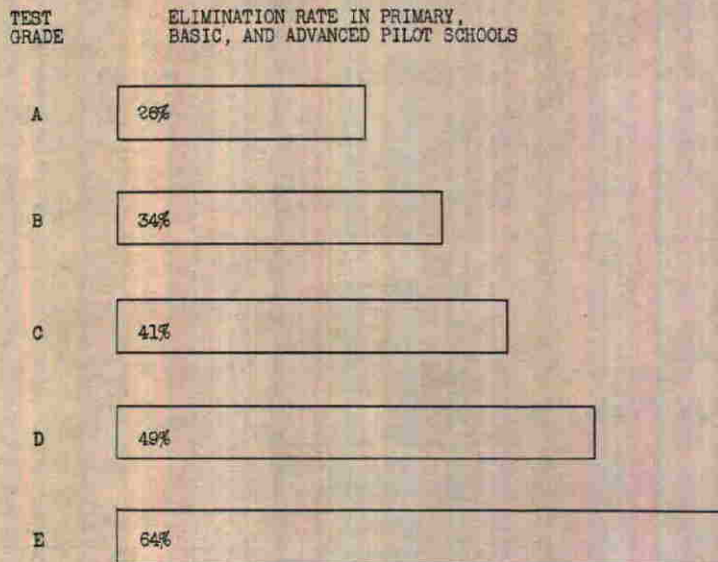 TEST ELIMINATION RATE IN PRIMARY,
GRADE BASIC, AND ADVANCED PILOT SCHOOLS
A 26%
B 34%
C 41%
D 49%
E 64%